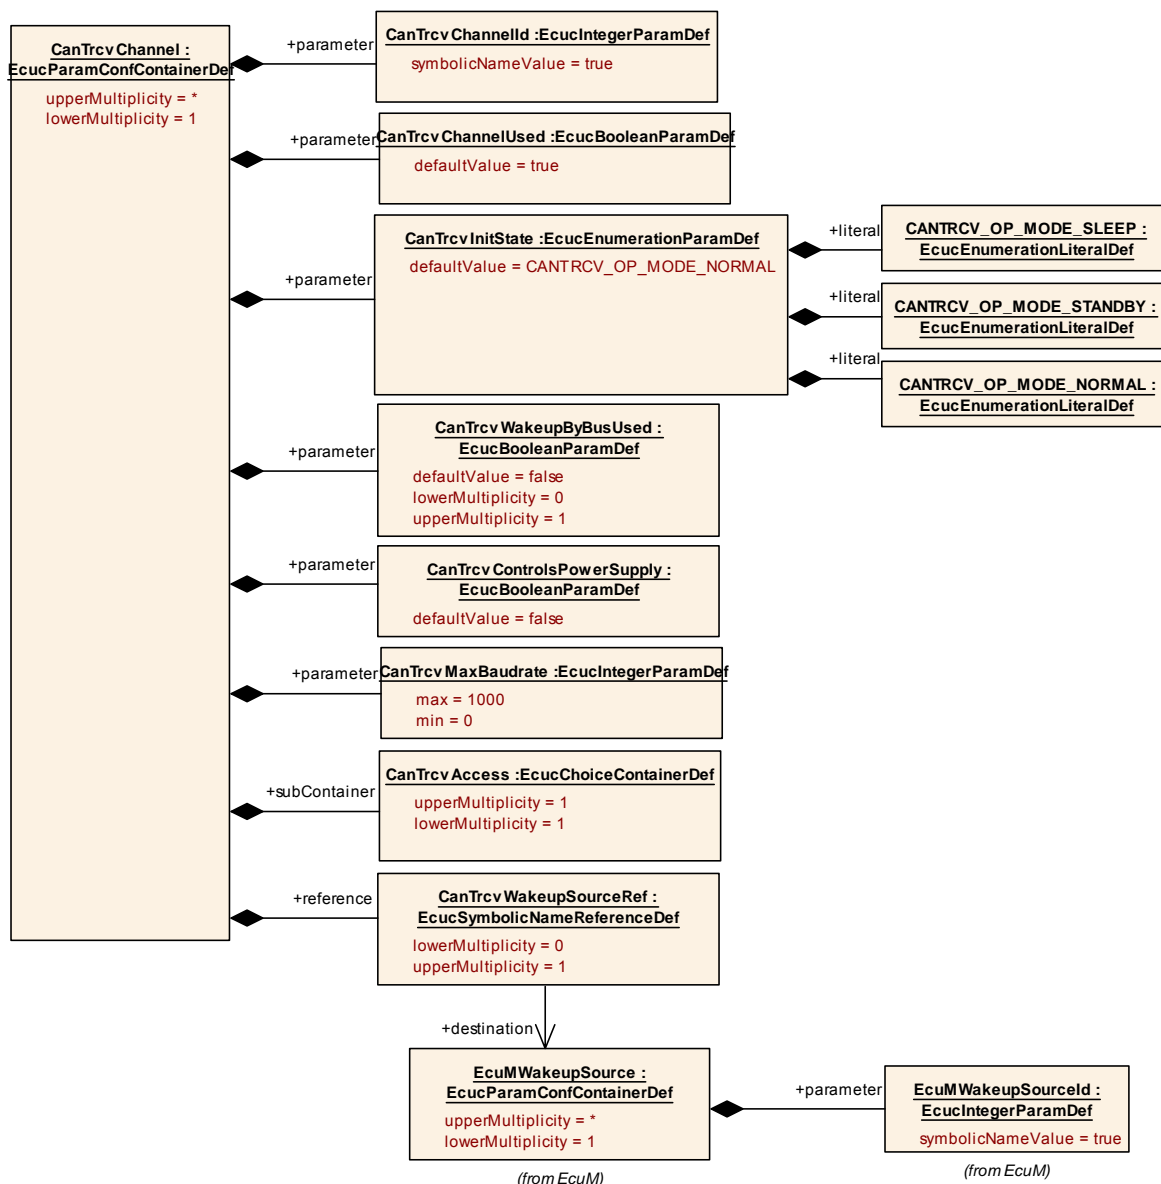 CanTrcvChannel :
EcucParamConfContainerDef
upperMultiplicity = *
lowerMultiplicity = 1
+parameter
CanTrcvChannelId :EcucIntegerParamDef
symbolicNameValue = true
+parameter
CanTrcvChannelUsed :EcucBooleanParamDef
defaultValue = true
+parameter
CanTrcvInitState :EcucEnumerationParamDef
defaultValue = CANTRCV_OP_MODE_NORMAL
+literal
CANTRCV_OP_MODE_SLEEP :
EcucEnumerationLiteralDef
+literal
CANTRCV_OP_MODE_STANDBY :
EcucEnumerationLiteralDef
+literal
CANTRCV_OP_MODE_NORMAL :
EcucEnumerationLiteralDef
+parameter
CanTrcvWakeupByBusUsed :
EcucBooleanParamDef
defaultValue = false
lowerMultiplicity = 0
upperMultiplicity = 1
+parameter
CanTrcvControlsPowerSupply :
EcucBooleanParamDef
defaultValue = false
+parameter
CanTrcvMaxBaudrate :EcucIntegerParamDef
max = 1000
min = 0
+subContainer
CanTrcvAccess :EcucChoiceContainerDef
upperMultiplicity = 1
lowerMultiplicity = 1
+reference
CanTrcvWakeupSourceRef :
EcucSymbolicNameReferenceDef
lowerMultiplicity = 0
upperMultiplicity = 1
+destination
EcuMWakeupSource :
EcucParamConfContainerDef
upperMultiplicity = *
lowerMultiplicity = 1
(from EcuM)
+parameter
EcuMWakeupSourceId :
EcucIntegerParamDef
symbolicNameValue = true
(from EcuM)